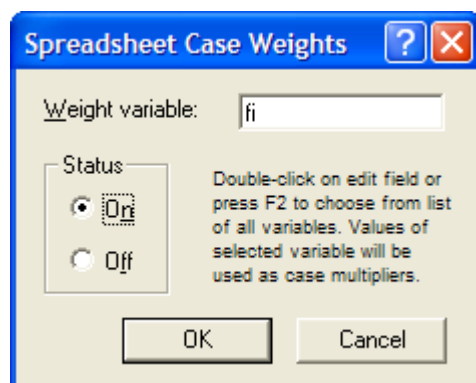 Spreadsheet Case Weights
Weight variable: fi
Status
On
Off
Double-click on edit field or
press F2 to choose from list
of all variables. Values of
selected variable will be
used as case multipliers.
OK Cancel